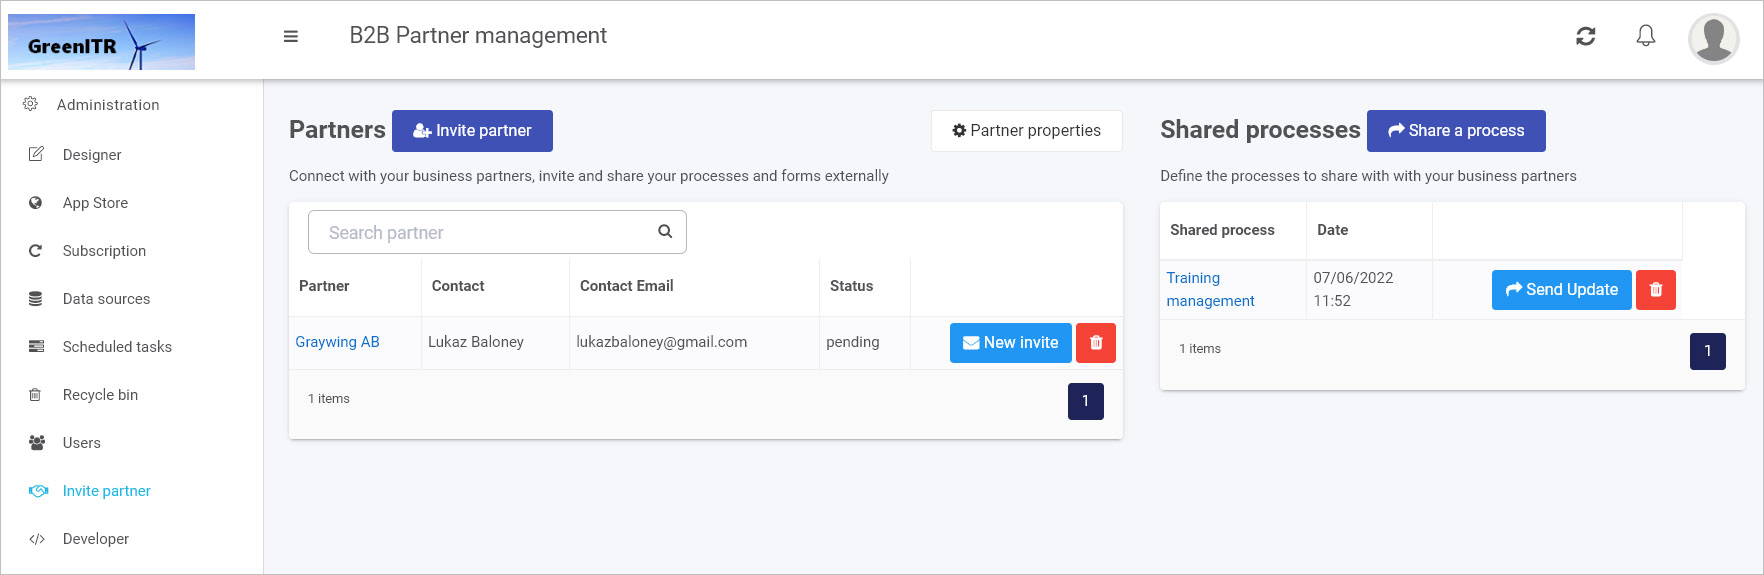 GreenITR
B2B Partner management
Administration
Designer
App Store
Subscription
Data sources
Scheduled tasks
Recycle bin
Users
Invite partner
Developer
Partners
Invite partner
Partner properties
Connect with your business partners, invite and share your processes and forms externally
Search partner
Partner Contact Contact Email Status
Graywing AB Lukaz Baloney lukazbaloney@gmail.com pending New invite
1 items 1
Shared processes
Share a process
Define the processes to share with with your business partners
Shared process Date
Training 07/06/2022
management 11:52
Send Update
1 items 1